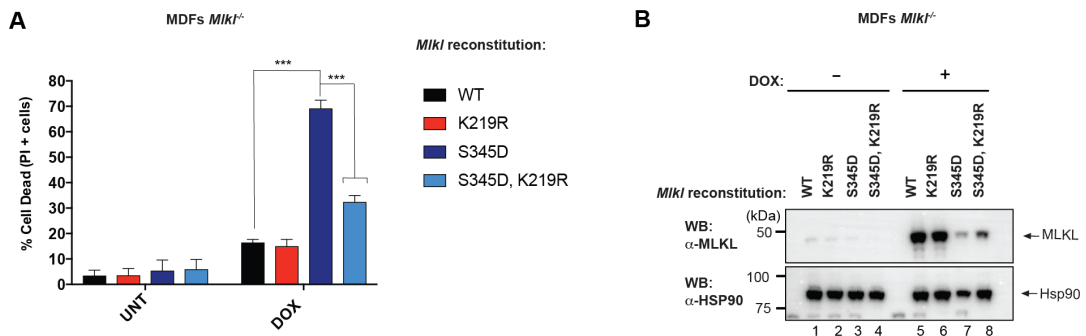 A
MDFs Mlkl-/-
Mlkl reconstitution:
WT
K219R
S345D
S345D, K219R
% Cell Dead (PI + cells)
80
70
60
50
40
30
20
10
0
***
***
UNT
DOX
B
MDFs Mlkl-/-
DOX:
−
+
Mlkl reconstitution:
WT
K219R
S345D
S345D, K219R
WT
K219R
S345D
S345D, K219R
(kDa)
WB:
α-MLKL
50
MLKL
WB:
α-HSP90
100
75
Hsp90
1 2 3 4 5 6 7 8